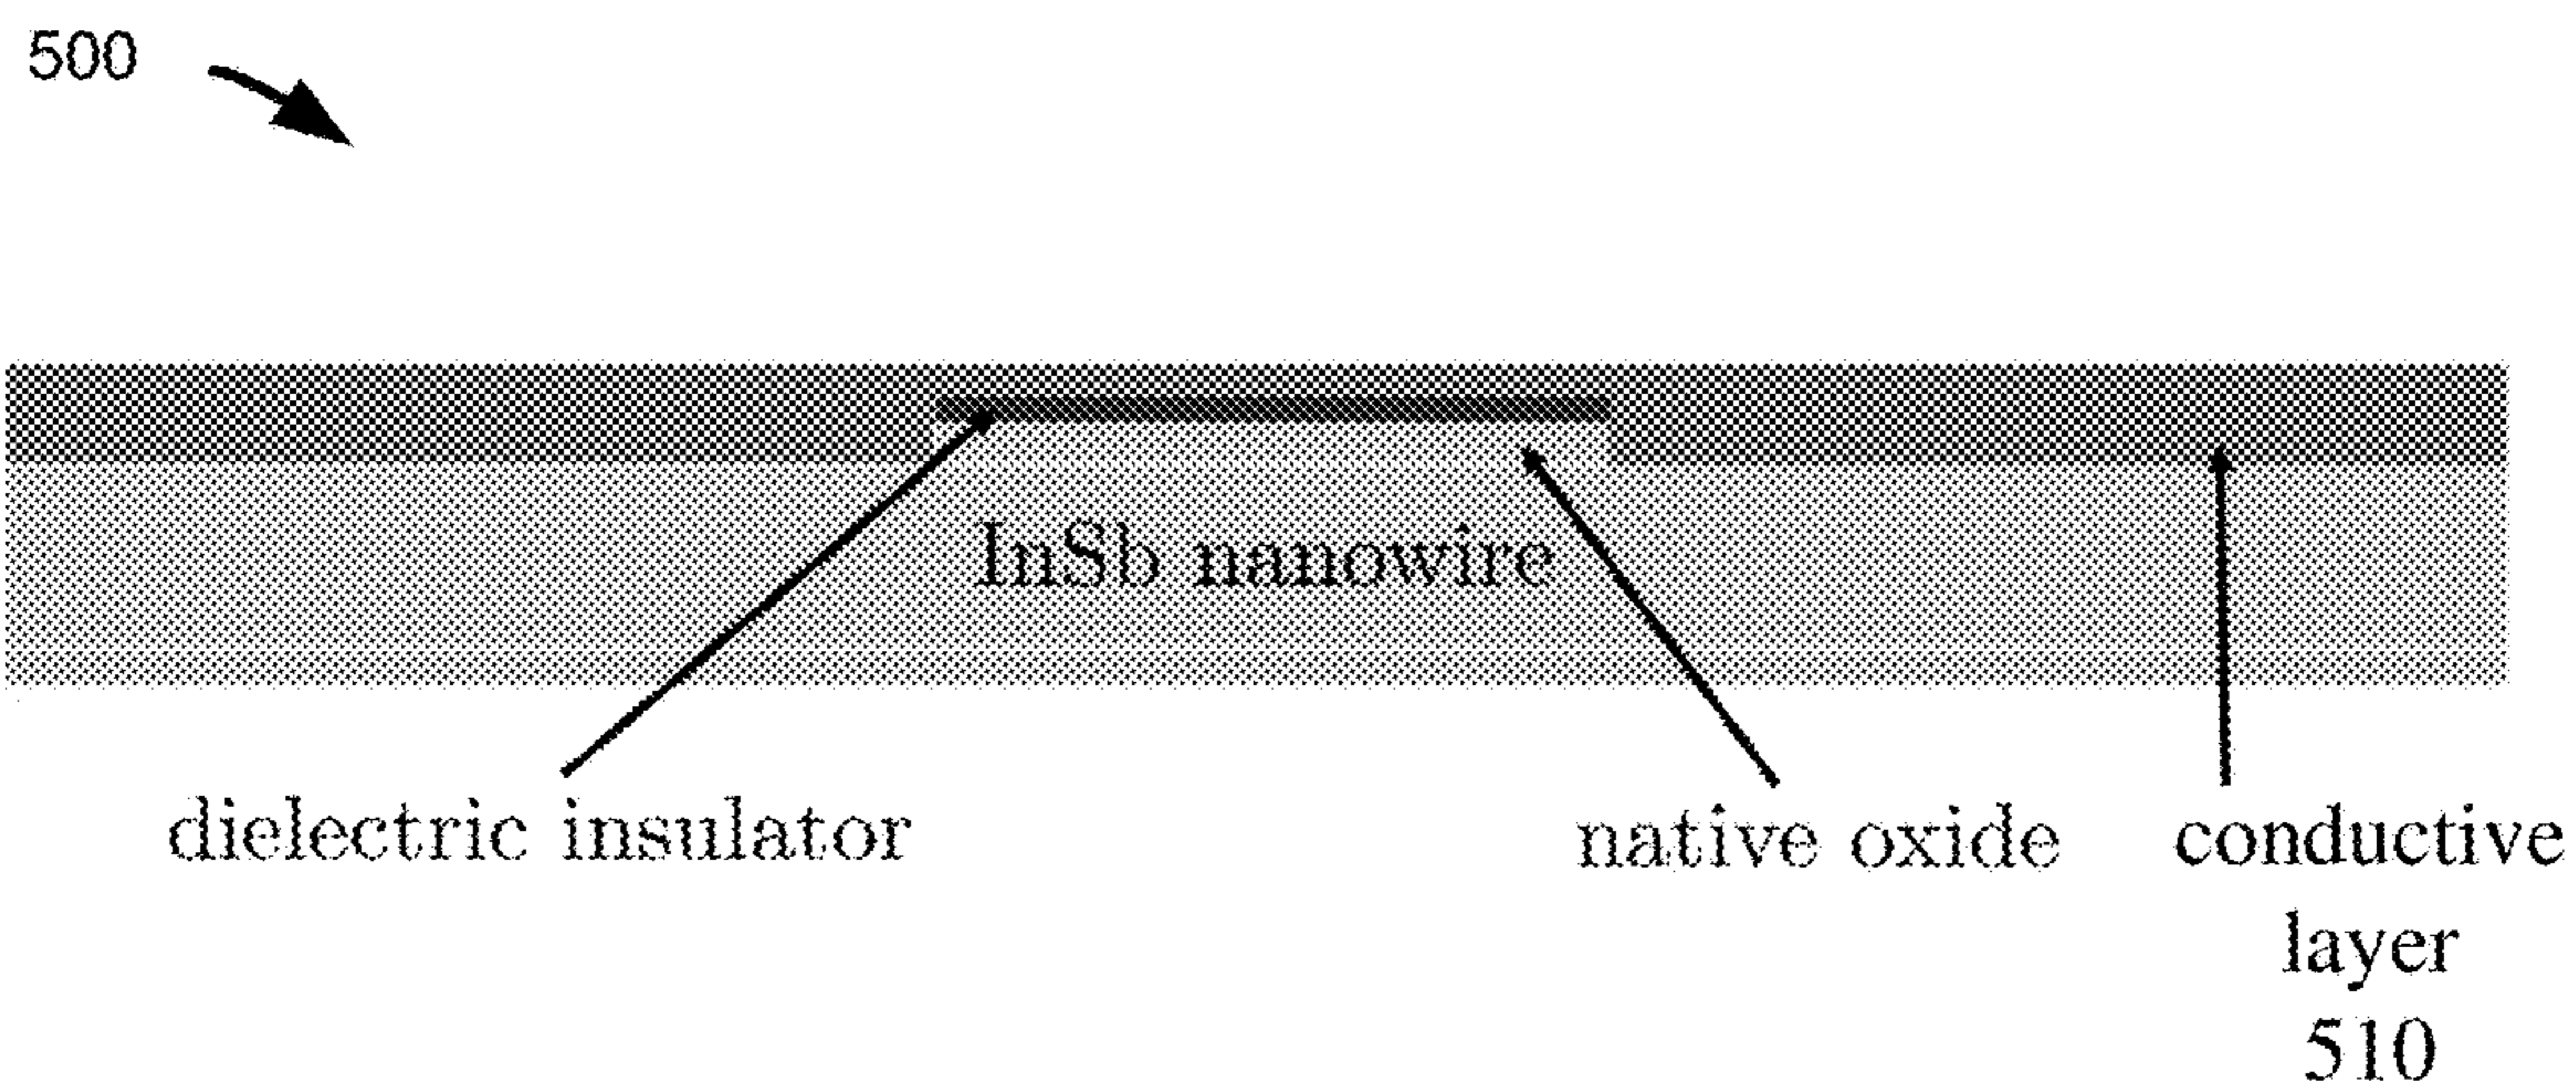 500
InSb nanowire
dielectric insulator
native oxide
conductive
layer
510